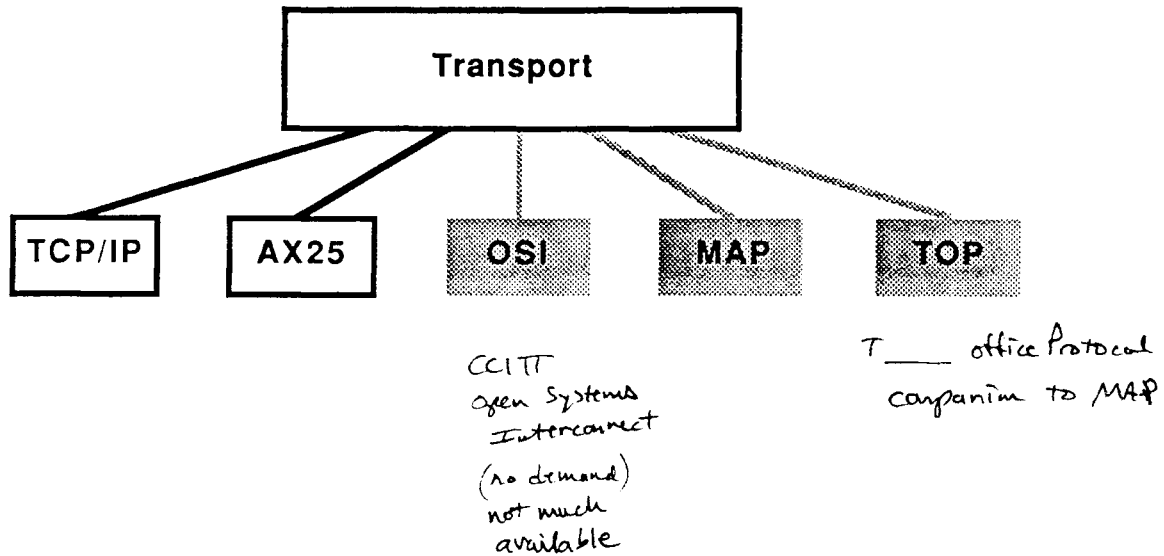 Transport
TCP/IP
AX25
OSI
MAP
TOP
CCITT
open Systems
Interconnect
(no demand)
not much
available
T___ office Protocol
companion to MAP